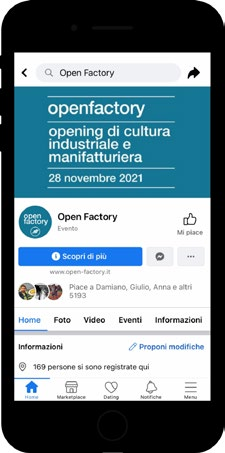 Open Factory
openfactory
opening di cultura
industriale e
manifatturiera
28 novembre 2021
open
factory
Open Factory
Evento
Mi piace
Scopri di più
www.open-factory.it
Piace a Damiano, Giulio, Anna e altri
5193
Home Foto Video Eventi Informazioni
Informazioni Proponi modifiche
169 persone si sono registrate qui
Home Marketplace Dating Notifiche Menu